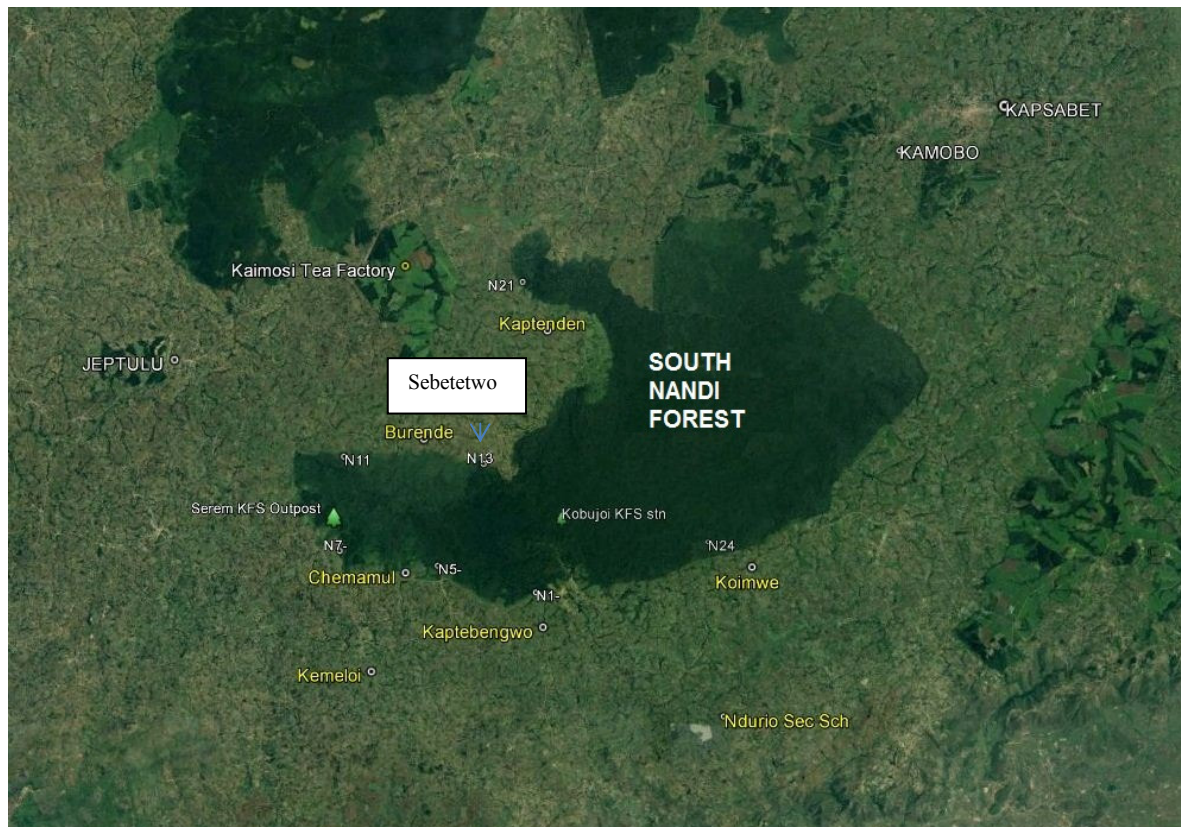 KAPSABET
KAMOBO
Kaimosi Tea Factory
N21
Kaptenden
JEPTULU
SOUTH
NANDI
FOREST
Sebetetwo
Burende
N11
N13
Serem KFS Outpost
Kobujoi KFS stn
N7-
N24
Chemamul
N5-
Koimwe
N1-
Kaptebengwo
Kemeloi
Ndurio Sec Sch